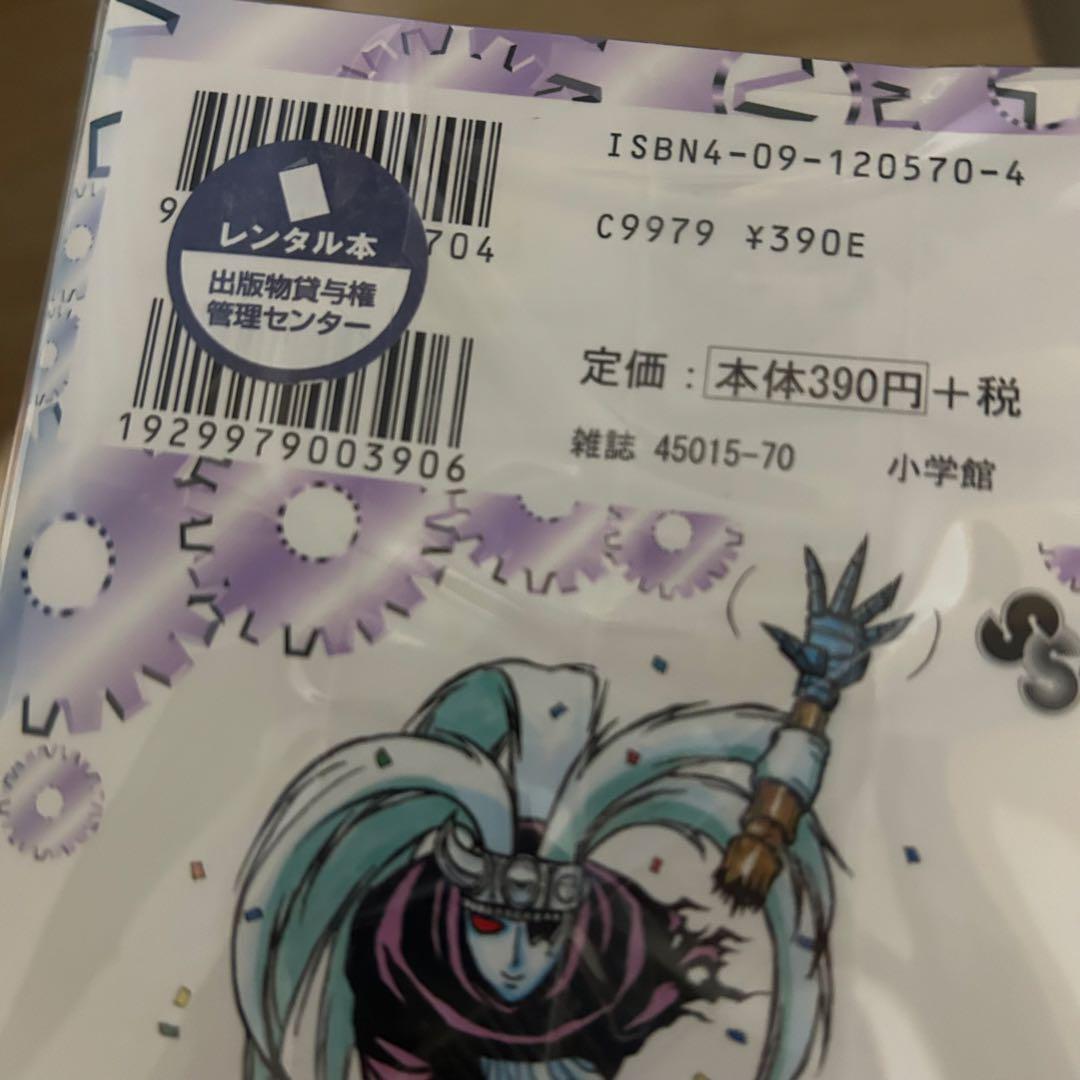 ISBN4-09-120570-4
C9979 ¥390E
9
704
レンタル本
出版物貸与権
管理センター
1929979003906
定価：本体390円+税
雑誌 45015-70
小学館
SS